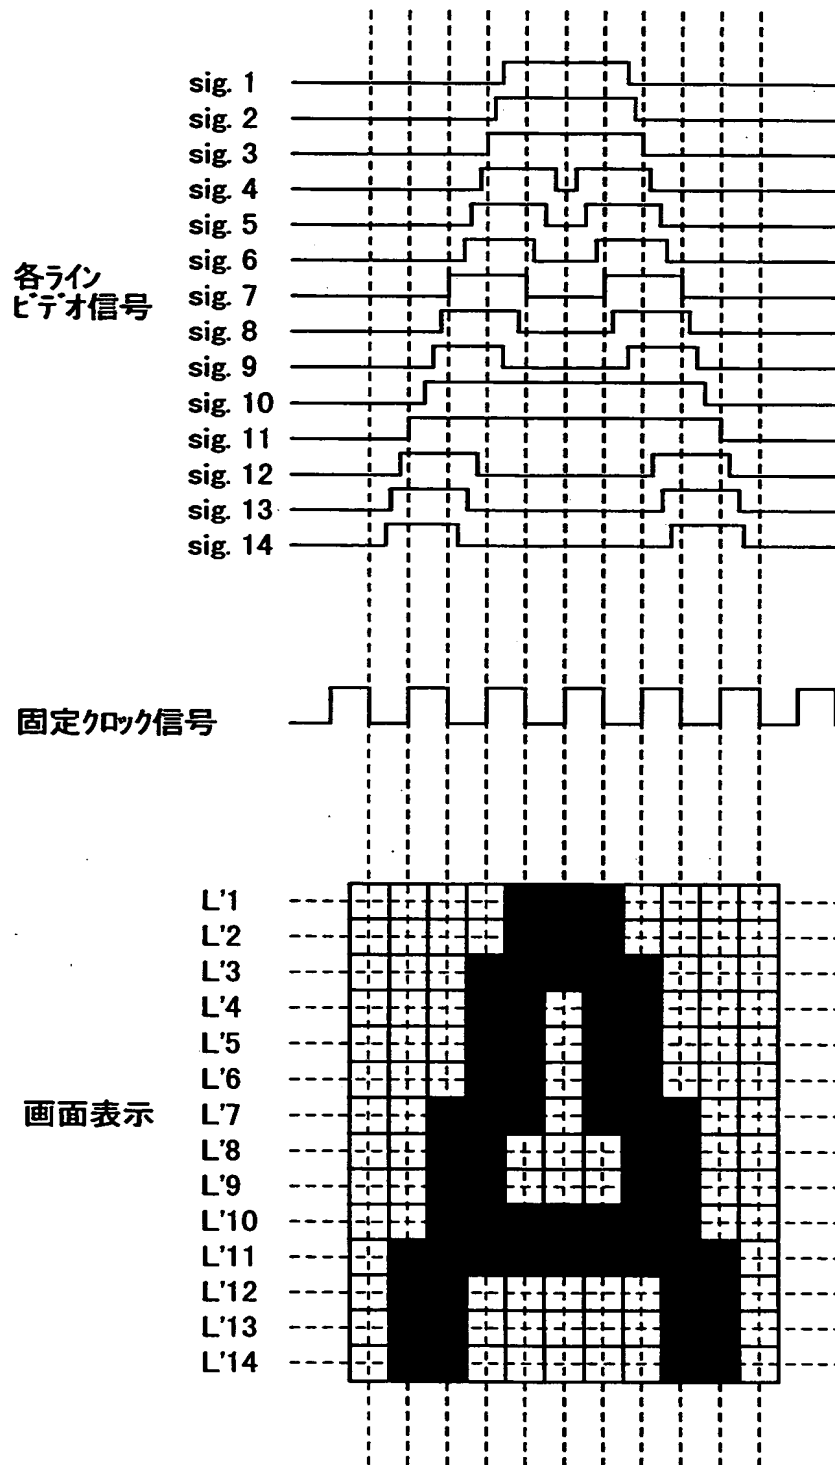 sig. 1
sig. 2
sig. 3
sig. 4
sig. 5
sig. 6
各ライン
ビデオ信号
sig. 7
sig. 8
sig. 9
sig. 10
sig. 11
sig. 12
sig. 13
sig. 14
固定クロック信号
L'1
L'2
L'3
L'4
L'5
L'6
画面表示
L'7
L'8
L'9
L'10
L'11
L'12
L'13
L'14